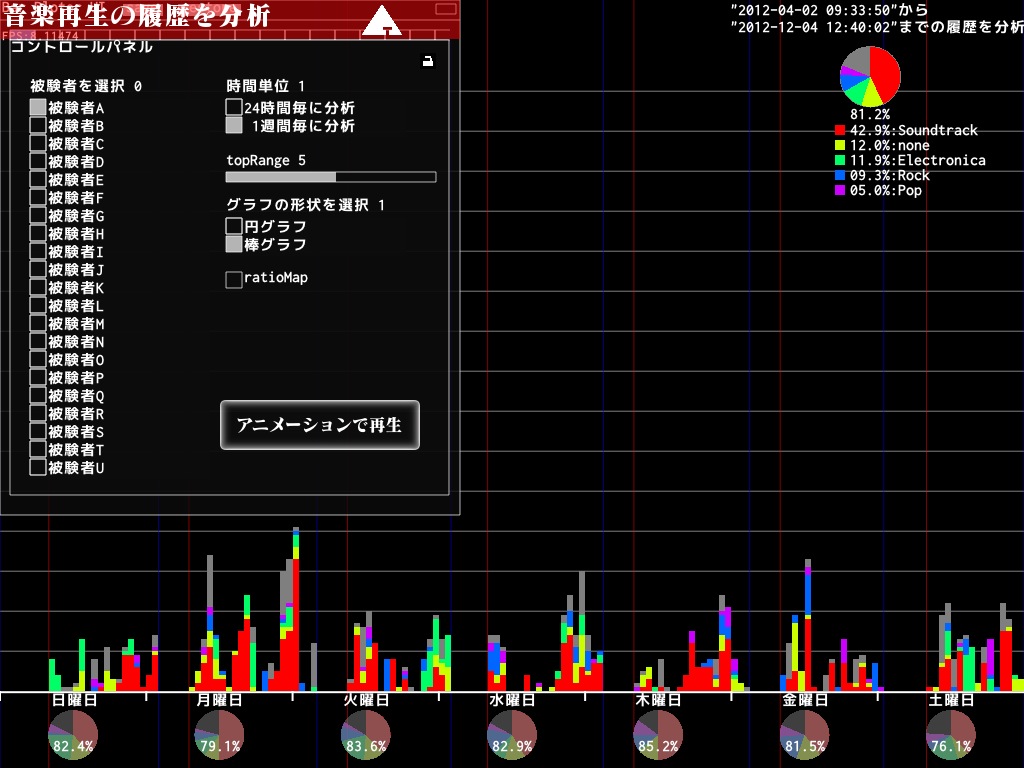 音楽再生の履歴を分析
FPS:8.11474
コントロールパネル
"2012-04-02 09:33:50"から
"2012-12-04 12:40:02"までの履歴を分析
81.2%
42.9%:Soundtrack
12.0%:none
11.9%:Electronica
09.3%:Rock
05.0%:Pop
被験者を選択 0
被験者A
被験者B
被験者C
被験者D
被験者E
被験者F
被験者G
被験者H
被験者I
被験者J
被験者K
被験者L
被験者M
被験者N
被験者O
被験者P
被験者Q
被験者R
被験者S
被験者T
被験者U
時間単位 1
24時間毎に分析
1週間毎に分析
topRange 5
グラフの形状を選択 1
円グラフ
棒グラフ
ratioMap
アニメーションで再生
日曜日
月曜日
火曜日
水曜日
木曜日
金曜日
土曜日
82.4%
79.1%
83.6%
82.9%
85.2%
81.5%
76.1%